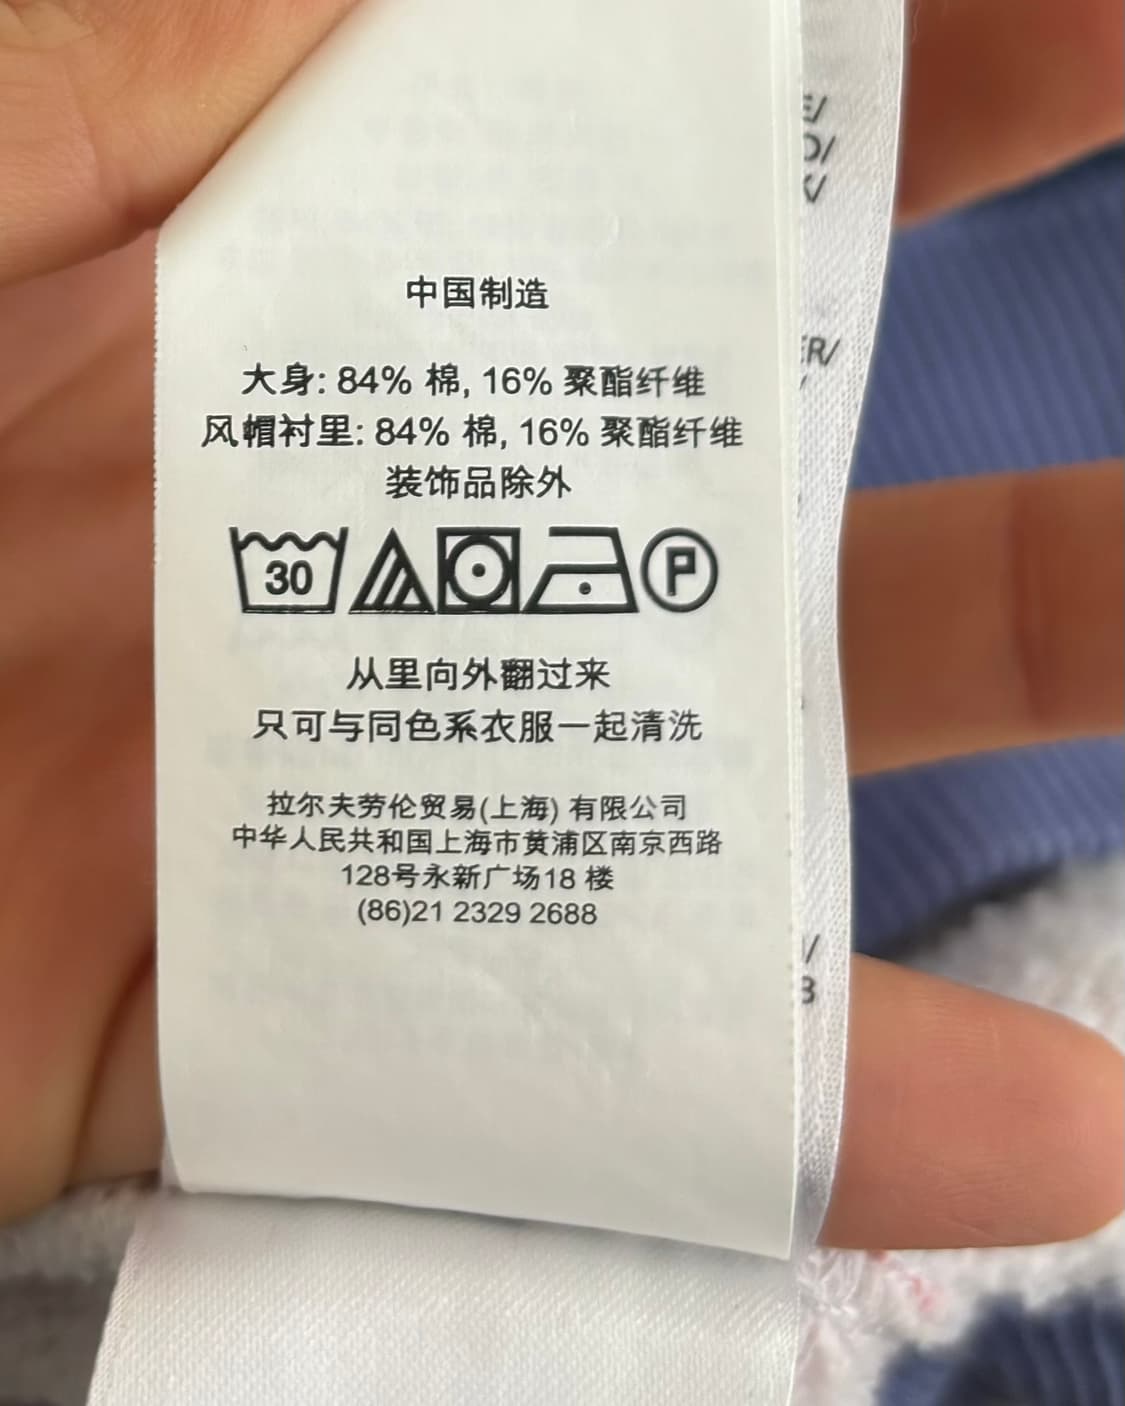 中国制造
大身: 84% 棉, 16% 聚酯纤维
风帽衬里: 84% 棉, 16% 聚酯纤维
装饰品除外
30 P
从里向外翻过来
只可与同色系衣服一起清洗
拉尔夫劳伦贸易(上海) 有限公司
中华人民共和国上海市黄浦区南京西路
128号永新广场18 楼
(86)21 2329 2688